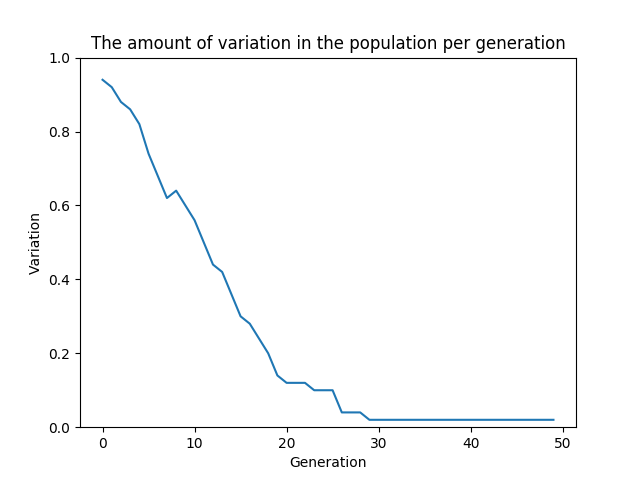 The amount of variation in the population per generation
1.0
0.8
0.6
0.4
0.2
0.0
Variation
0 10 20 30 40 50
Generation